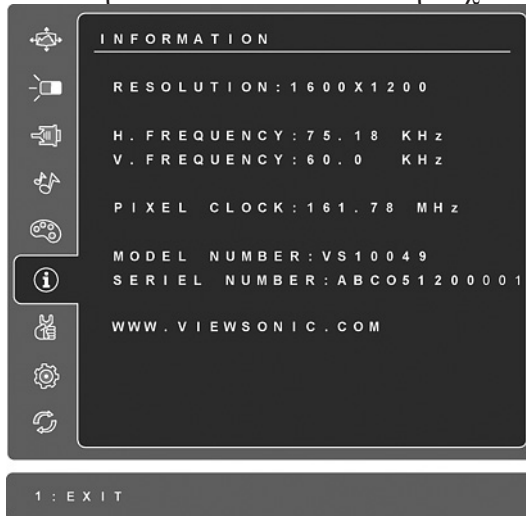 INFORMATION
RESOLUTION:1600X1200
H.FREQUENCY:75.18 KHz
V.FREQUENCY:60.0 KHz
PIXEL CLOCK:161.78 MHz
MODEL NUMBER:VS10049
SERIEL NUMBER:ABCO51200001
WWW.VIEWSONIC.COM
1:EXIT